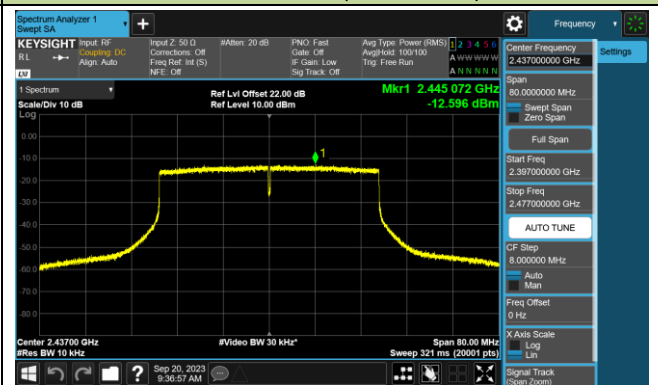 Spectrum Analyzer 1
Swept SA
Frequency
KEYSIGHT
Input: RF
Input Z: 50 Ω
#Atten: 20 dB
PNO: Fast
Avg Type: Power (RMS)
1 2 3 4 5 6
RL
Coupling: DC
Corrections: Off
Gate: Off
Avg|Hold: 100/100
A W W W W W
Align: Auto
Freq Ref: Int (S)
IF Gain: Low
Trig: Free Run
NFE: Off
Sig Track: Off
A N N N N N
LXI
1 Spectrum
Ref Lvl Offset 22.00 dB
Mkr1 2.445 072 GHz
Scale/Div 10 dB
Ref Level 10.00 dBm
-12.596 dBm
Log
0.00
-10.0
1
-20.0
-30.0
-40.0
-50.0
-60.0
-70.0
-80.0
Center 2.43700 GHz
#Video BW 30 kHz*
Span 80.00 MHz
#Res BW 10 kHz
Sweep 321 ms (20001 pts)
Center Frequency
2.437000000 GHz
Settings
Span
80.0000000 MHz
Swept Span
Zero Span
Full Span
Start Freq
2.397000000 GHz
Stop Freq
2.477000000 GHz
AUTO TUNE
CF Step
8.000000 MHz
Auto
Man
Freq Offset
0 Hz
X Axis Scale
Log
Lin
Signal Track
(Span Zoom)
?
Sep 20, 2023
9:36:57 AM